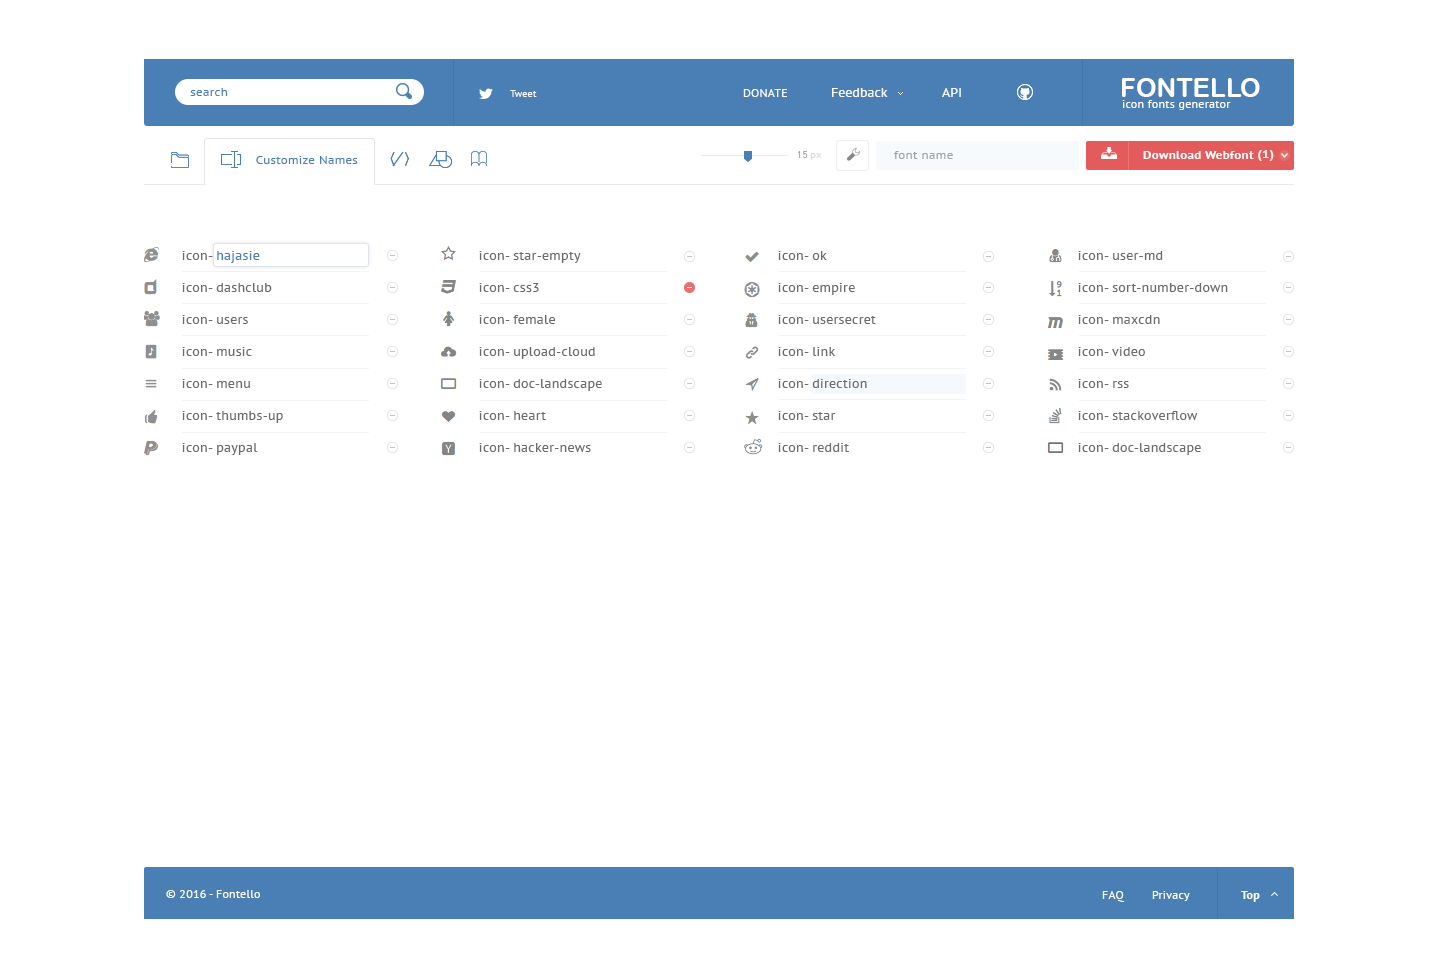 search
Tweet
DONATE
Feedback
API
FONTELLO
icon fonts generator
Customize Names
15 px
font name
Download Webfont (1)
icon- hajasie
icon- star-empty
icon- ok
icon- user-md
icon- dashclub
icon- css3
icon- empire
icon- sort-number-down
icon- users
icon- female
icon- usersecret
icon- maxcdn
icon- music
icon- upload-cloud
icon- link
icon- video
icon- menu
icon- doc-landscape
icon- direction
icon- rss
icon- thumbs-up
icon- heart
icon- star
icon- stackoverflow
icon- paypal
icon- hacker-news
icon- reddit
icon- doc-landscape
© 2016 - Fontello
FAQ
Privacy
Top